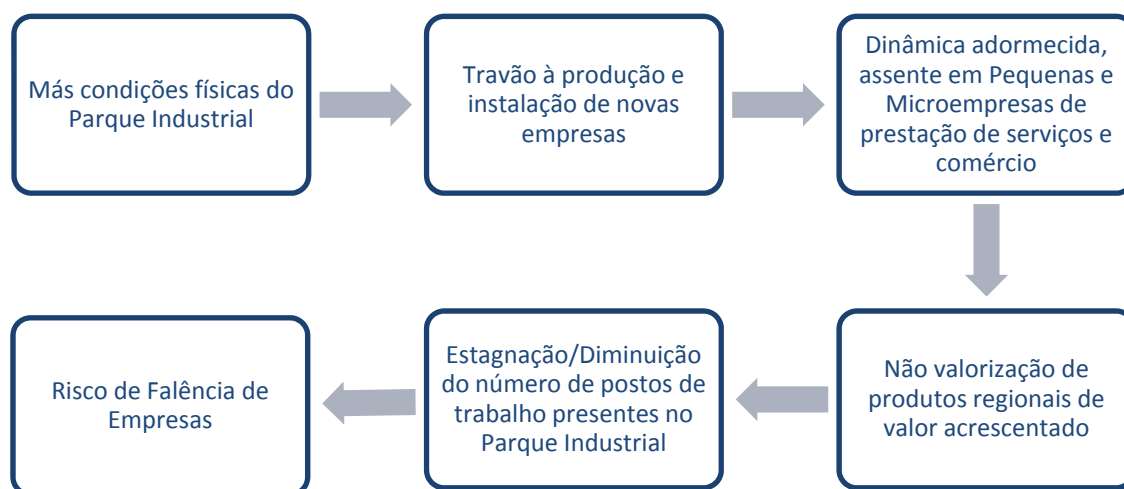 Más condições físicas do
Parque Industrial
Travão à produção e
instalação de novas
empresas
Dinâmica adormecida,
assente em Pequenas e
Microempresas de
prestação de serviços e
comércio
Não valorização de
produtos regionais de
valor acrescentado
Estagnação/Diminuição
do número de postos de
trabalho presentes no
Parque Industrial
Risco de Falência de
Empresas